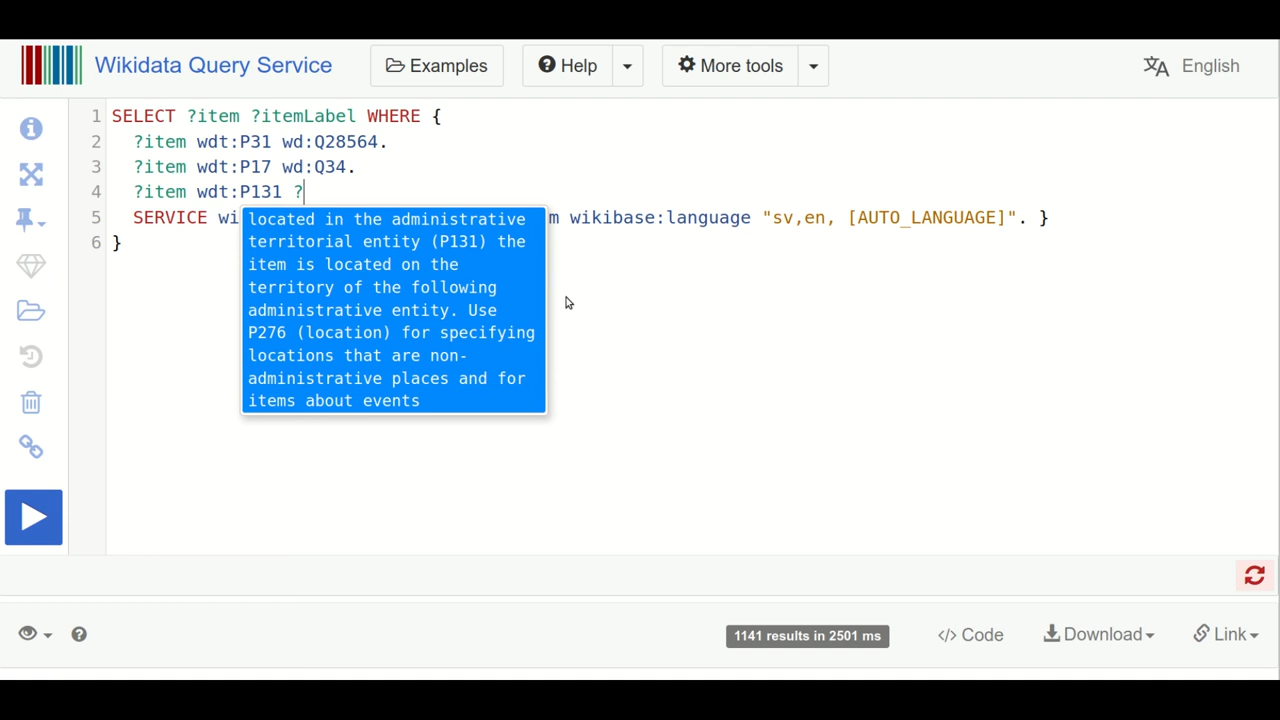 Wikidata Query Service
Examples
Help
More tools
English
1 SELECT ?item ?itemLabel WHERE {
2 ?item wdt:P31 wd:Q28564.
3 ?item wdt:P17 wd:Q34.
4 ?item wdt:P131 ?
5 SERVICE wi m wikibase:language "sv,en, [AUTO_LANGUAGE]". }
6 }
located in the administrative
territorial entity (P131) the
item is located on the
territory of the following
administrative entity. Use
P276 (location) for specifying
locations that are non-
administrative places and for
items about events
1141 results in 2501 ms
</> Code
Download
Link